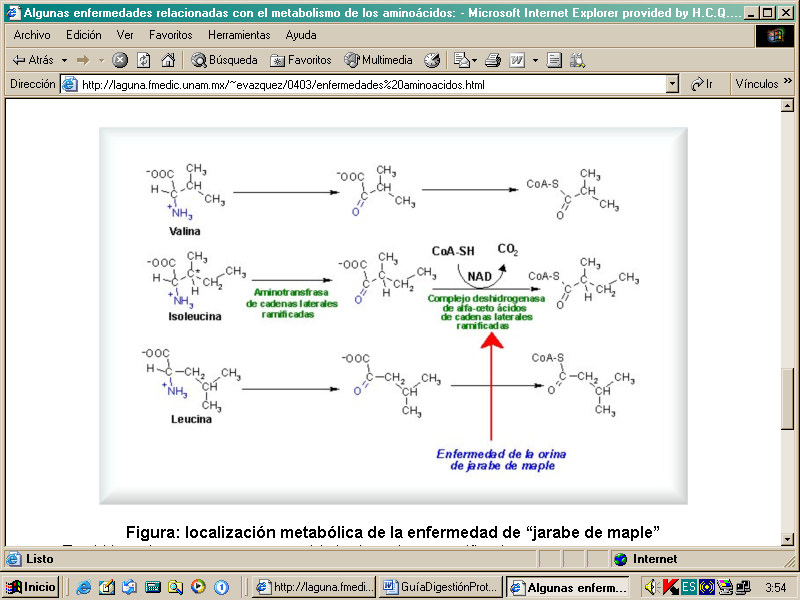 Algunas enfermedades relacionadas con el metabolismo de los aminoácidos: - Microsoft Internet Explorer provided by H.C.Q....
Archivo Edición Ver Favoritos Herramientas Ayuda
Atrás Búsqueda Favoritos Multimedia
Dirección http://laguna.fmedic.unam.mx/~evazquez/0403/enfermedades%20aminoacidos.html Ir Vínculos »
⁻OOC CH₃ ⁻OOC CH₃ CH₃
H C CH C CH CoA-S CH
⁺NH₃ CH₃ O CH₃ C O CH₃
Valina
CoA-SH CO₂
⁻OOC CH₃ -OOC CH₃ NAD CoA-S CH₃
H C C* CH₃ C C CH₃ C C CH₃
⁺NH₃ H CH₂ O H CH₂ O H CH₂
Isoleucina
Aminotransfrasa
de cadenas laterales
ramificadas
Complejo deshidrogenasa
de alfa-ceto ácidos
de cadenas laterales
ramificadas
-OOC -OOC CoA-S
H C CH₂ CH₃ C CH₂ CH₃ C CH₂ CH₃
⁺NH₃ CH O CH O CH
CH₃ CH₃ CH₃
Leucina
Enfermedad de la orina
de jarabe de maple
Figura: localización metabólica de la enfermedad de “jarabe de maple”
Listo Internet
Inicio http://laguna.fmedi... GuíaDigestiónProt... Algunas enferm... ES 3:54